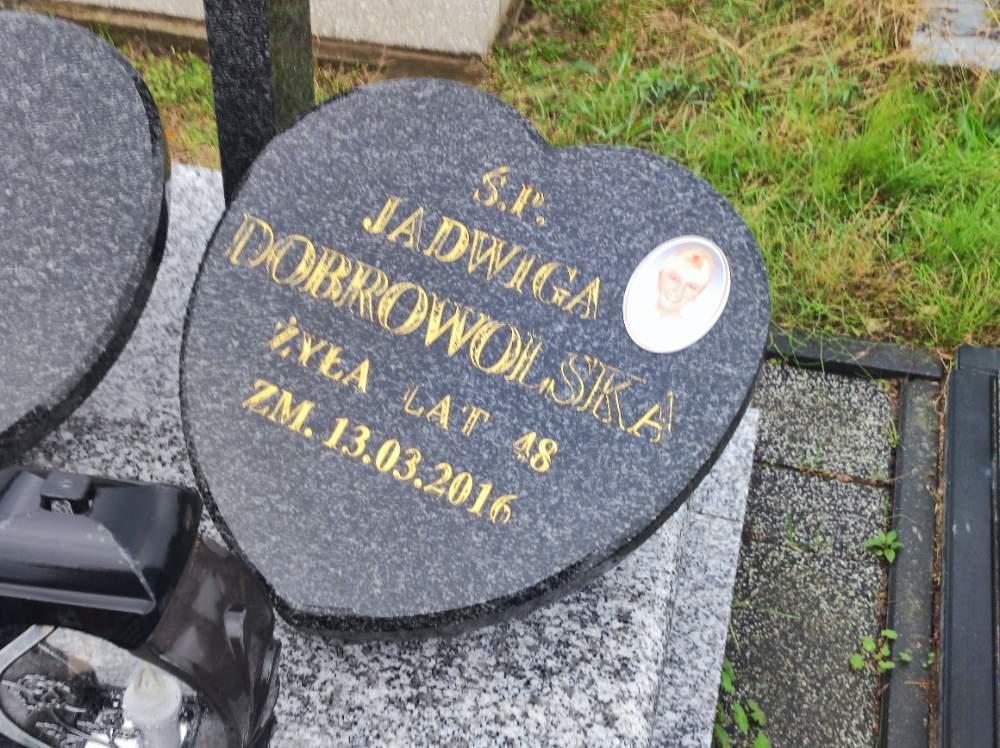 Ś.P.
JADWIGA
DOBROWOLSKA
ŻYŁA LAT 48
ZM. 13.03.2016